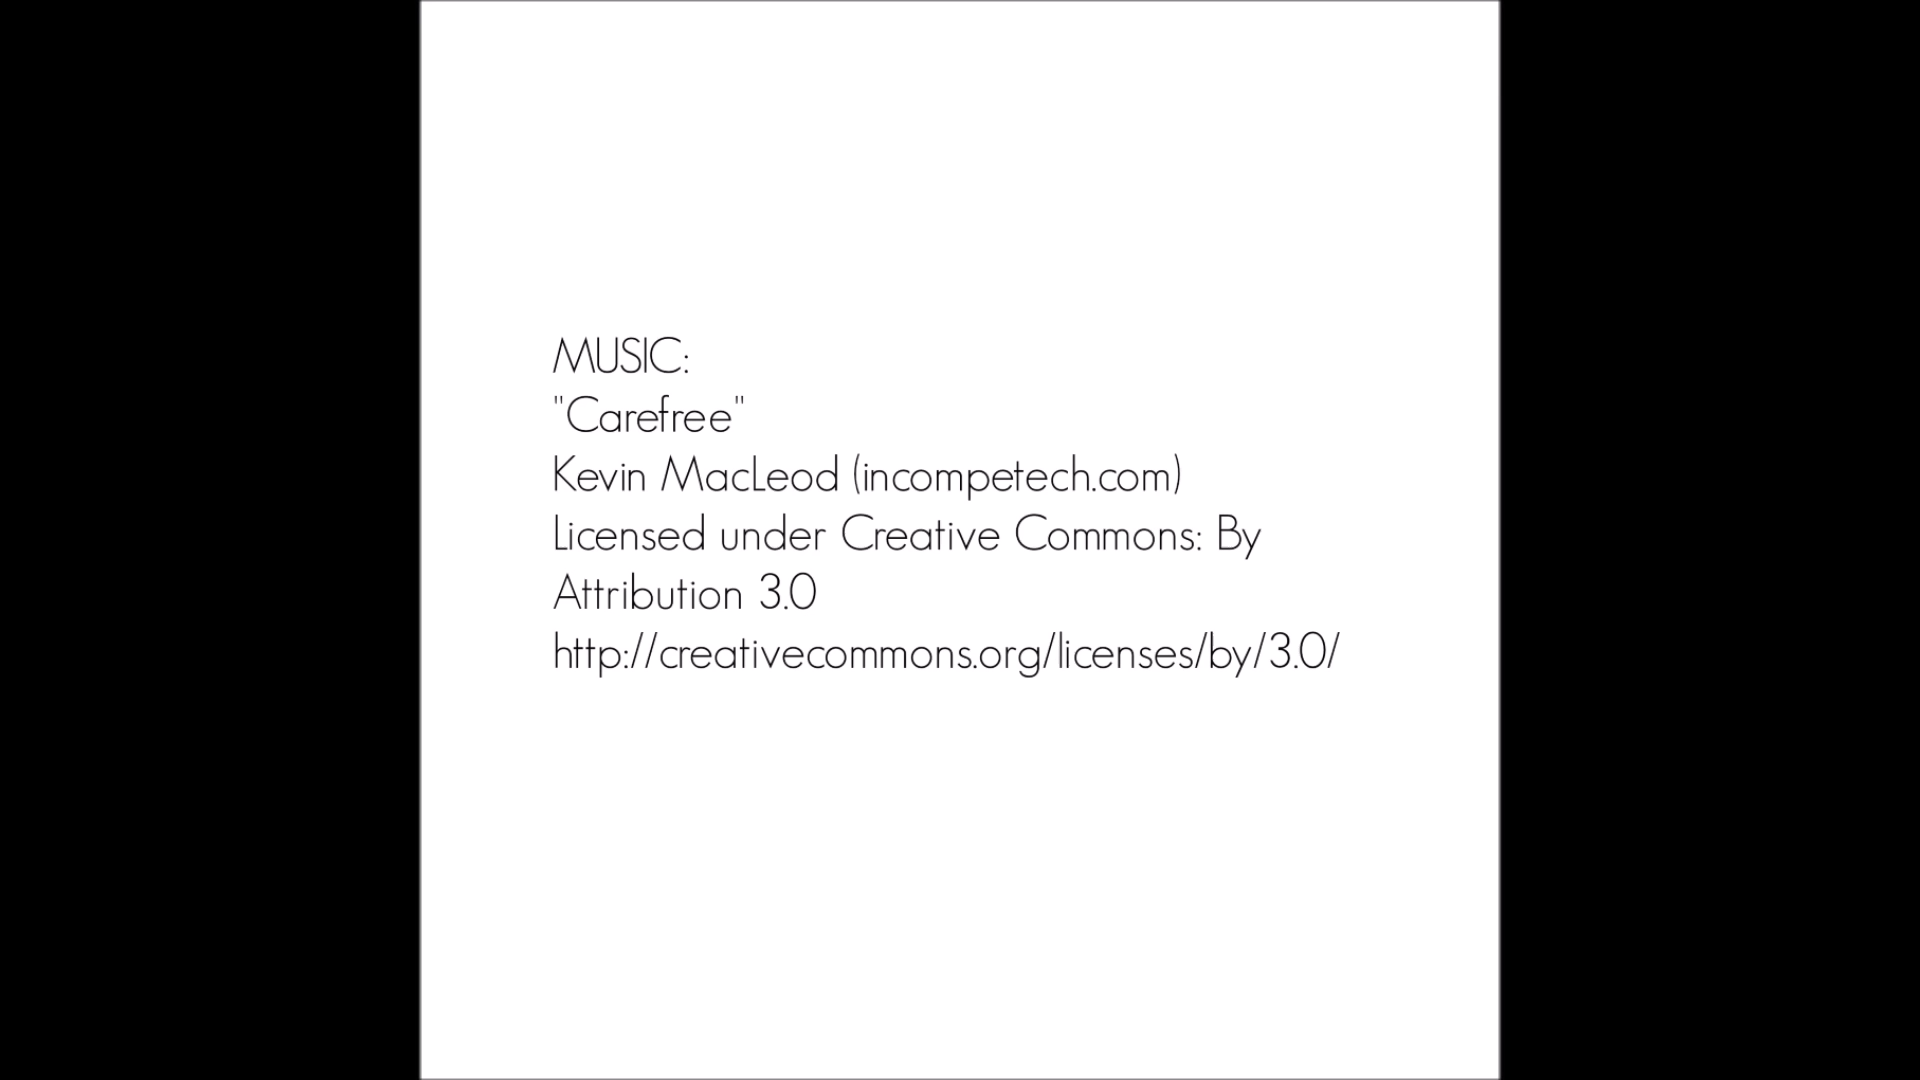 MUSIC:
"Carefree"
Kevin MacLeod (incompetech.com)
Licensed under Creative Commons: By
Attribution 3.0
http://creativecommons.org/licenses/by/3.0/